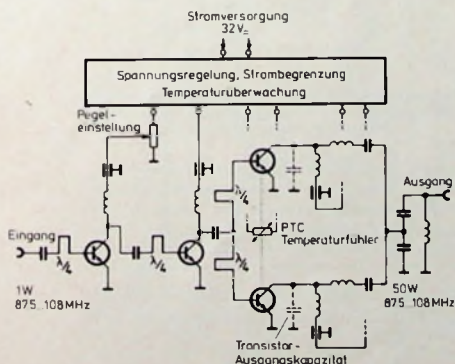 Stromversorgung
32V=
Spannungsregelung, Strombegrenzung
Temperaturüberwachung
Pegel-
einstellung
Eingang
λ/4
λ/4
λ/4
λ/4
1W
875...108MHz
PTC
Temperaturfühler
Ausgang
50W
875...108MHz
Transistor-
Ausgangskapazität